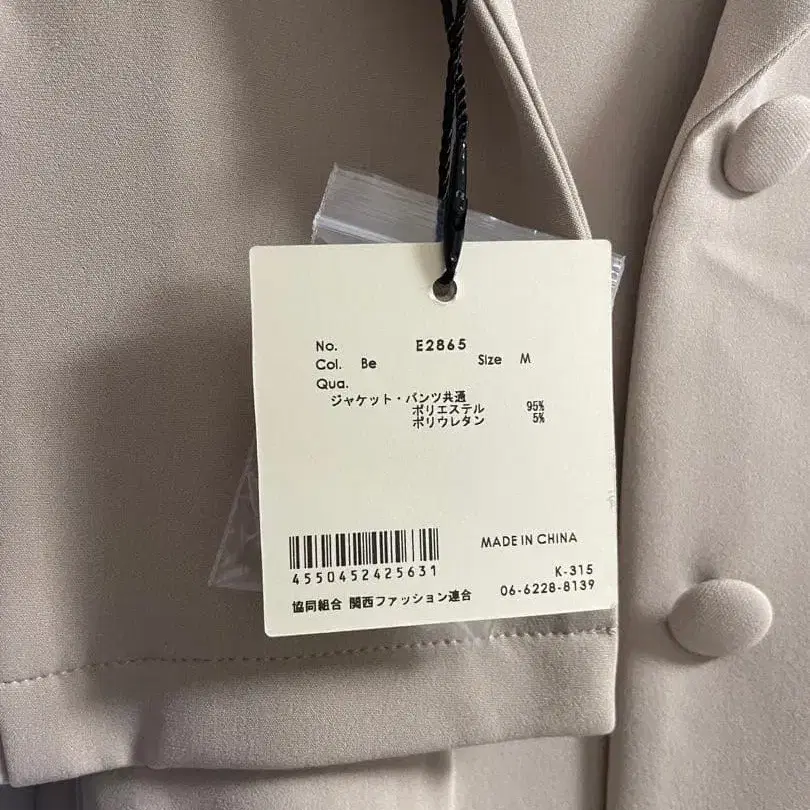 No. E2865
Col. Be Size M
Qua.
ジャケット・パンツ共通
ポリエステル 95%
ポリウレタン 5%
MADE IN CHINA
4550452425631
K-315
協同組合 関西ファッション連合 06-6228-8139